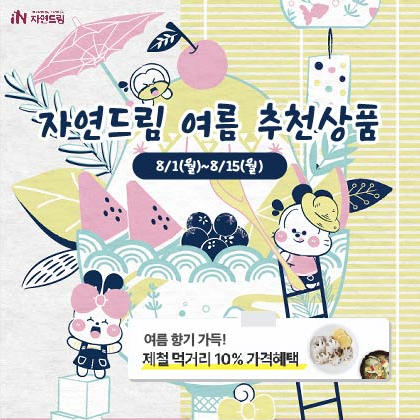 자연드림
자연드림 여름 추천상품
8/1(월)~8/15(월)
여름 향기 가득!
제철 먹거리 10% 가격혜택